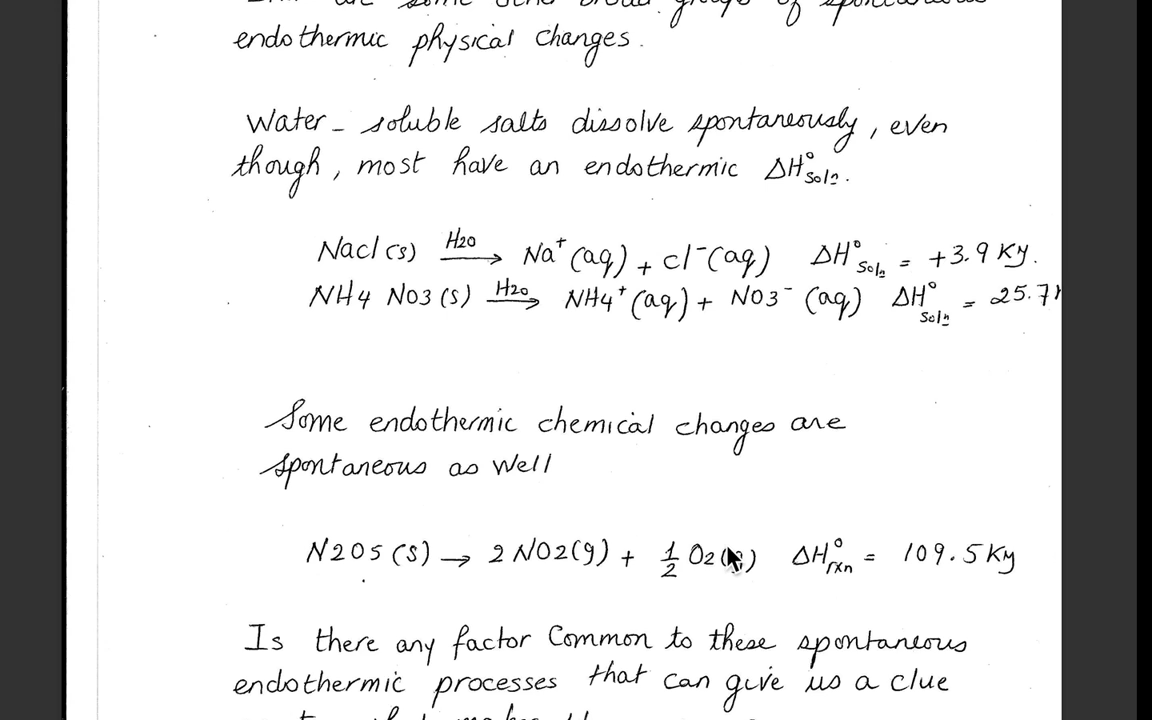 endothermic physical changes.
Water - soluble salts dissolve spontaneously, even
though, most have an endothermic ΔH°soln.
Nacl(s) H2O→ Na⁺(aq) + cl⁻(aq) ΔH°soln = +3.9 KJ.
NH4 NO3(s) H2O→ NH4⁺(aq) + NO3⁻(aq) ΔH°soln = 25.7
Some endothermic chemical changes are
spontaneous as well
N2O5(s) → 2 NO2(g) + 1/2 O2(g) ΔH°rxn = 109.5 KJ
Is there any factor Common to these spontaneous
endothermic processes that can give us a clue